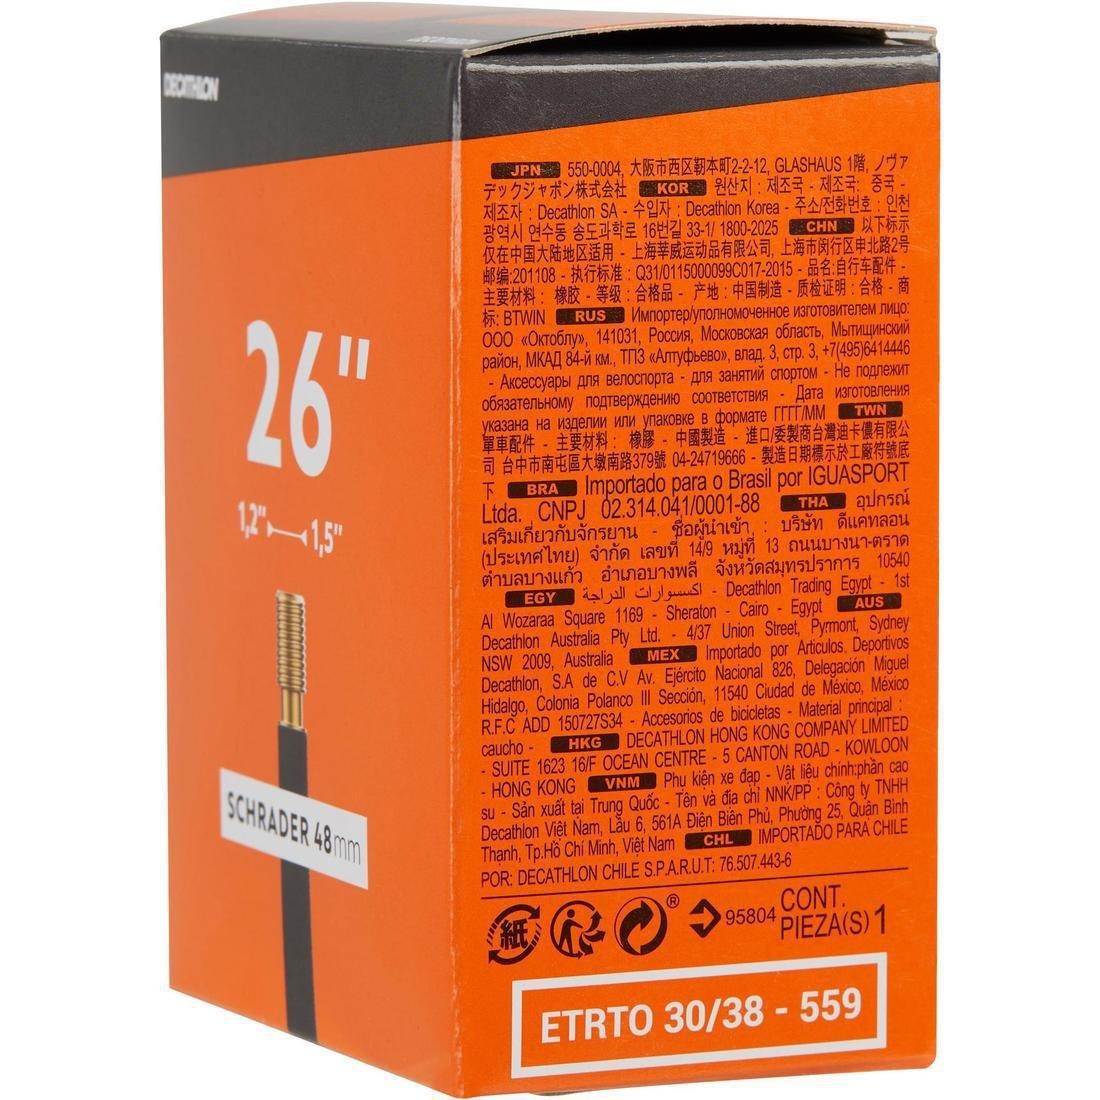 DECATHLON
26"
1,2" 1,5"
SCHRADER 48mm
JPN 550-0004, 大阪市西区靭本町2-2-12, GLASHAUS 1階, ノヴァ
デックジャポン株式会社 KOR 원산지 : 제조국 - 제조국: 중국 -
제조자 : Decathlon SA - 수입자 : Decathlon Korea - 주소/전화번호 : 인천
광역시 연수동 송도과학로 16번길 33-1/ 1800-2025 CHN 以下标示
仅在中国大陆地区适用 - 上海莘威运动品有限公司, 上海市闵行区申北路2号
邮编:201108 - 执行标准 : Q31/0115000099C017-2015 - 品名:自行车配件 -
主要材料 : 橡胶 - 等级 : 合格品 - 产地 : 中国制造 - 质检证明 : 合格 - 商
标: BTWIN RUS Импортер/уполномоченное изготовителем лицо:
ООО «Октоблу», 141031, Россия, Московская область, Мытищинский
район, МКАД 84-й км., ТПЗ «Алтуфьево», влад. 3, стр. 3, +7(495)6414446
- Аксессуары для велоспорта - для занятий спортом - Не подлежит
обязательному подтверждению соответствия - Дата изготовления
указана на изделии или упаковке в формате ГГГГ/ММ TWN
單車配件 - 主要材料 : 橡膠 - 中國製造 - 進口/委製商台灣迪卡儂有限公
司 台中市南屯區大墩南路379號 04-24719666 - 製造日期標示於工廠符號底
下 BRA Importado para o Brasil por IGUASPORT
Ltda. CNPJ 02.314.041/0001-88 THA อุปกรณ์
เสริมเกี่ยวกับจักรยาน - ชื่อผู้นำเข้า : บริษัท ดีแคทลอน
(ประเทศไทย) จำกัด เลขที่ 14/9 หมู่ที่ 13 ถนนบางนา-ตราด
ตำบลบางแก้ว อำเภอบางพลี จังหวัดสมุทรปราการ 10540
EGY اكسسوارات الدراجة - Decathlon Trading Egypt - 1st
Al Wozaraa Square 1169 - Sheraton - Cairo - Egypt AUS
Decathlon Australia Pty Ltd. - 4/37 Union Street, Pyrmont, Sydney
NSW 2009, Australia MEX Importado por Articulos Deportivos
Decathlon, S.A de C.V Av. Ejército Nacional 826, Delegación Miguel
Hidalgo, Colonia Polanco III Sección, 11540 Ciudad de México, México
R.F.C ADD 150727S34 - Accesorios de bicicletas - Material principal :
caucho - HKG DECATHLON HONG KONG COMPANY LIMITED
- SUITE 1623 16/F OCEAN CENTRE - 5 CANTON ROAD - KOWLOON
- HONG KONG VNM Phụ kiện xe đạp - Vật liệu chính:phần cao
su - Sản xuất tại Trung Quốc - Tên và địa chỉ NNK/PP : Công ty TNHH
Decathlon Việt Nam, Lầu 6, 561A Điện Biên Phủ, Phường 25, Quận Bình
Thạnh, Tp.Hồ Chí Minh, Việt Nam CHL IMPORTADO PARA CHILE
POR: DECATHLON CHILE S.P.A.R.U.T: 76.507.443-6
紙 ® 95804 CONT.
PIEZA(S) 1
ETRTO 30/38 - 559